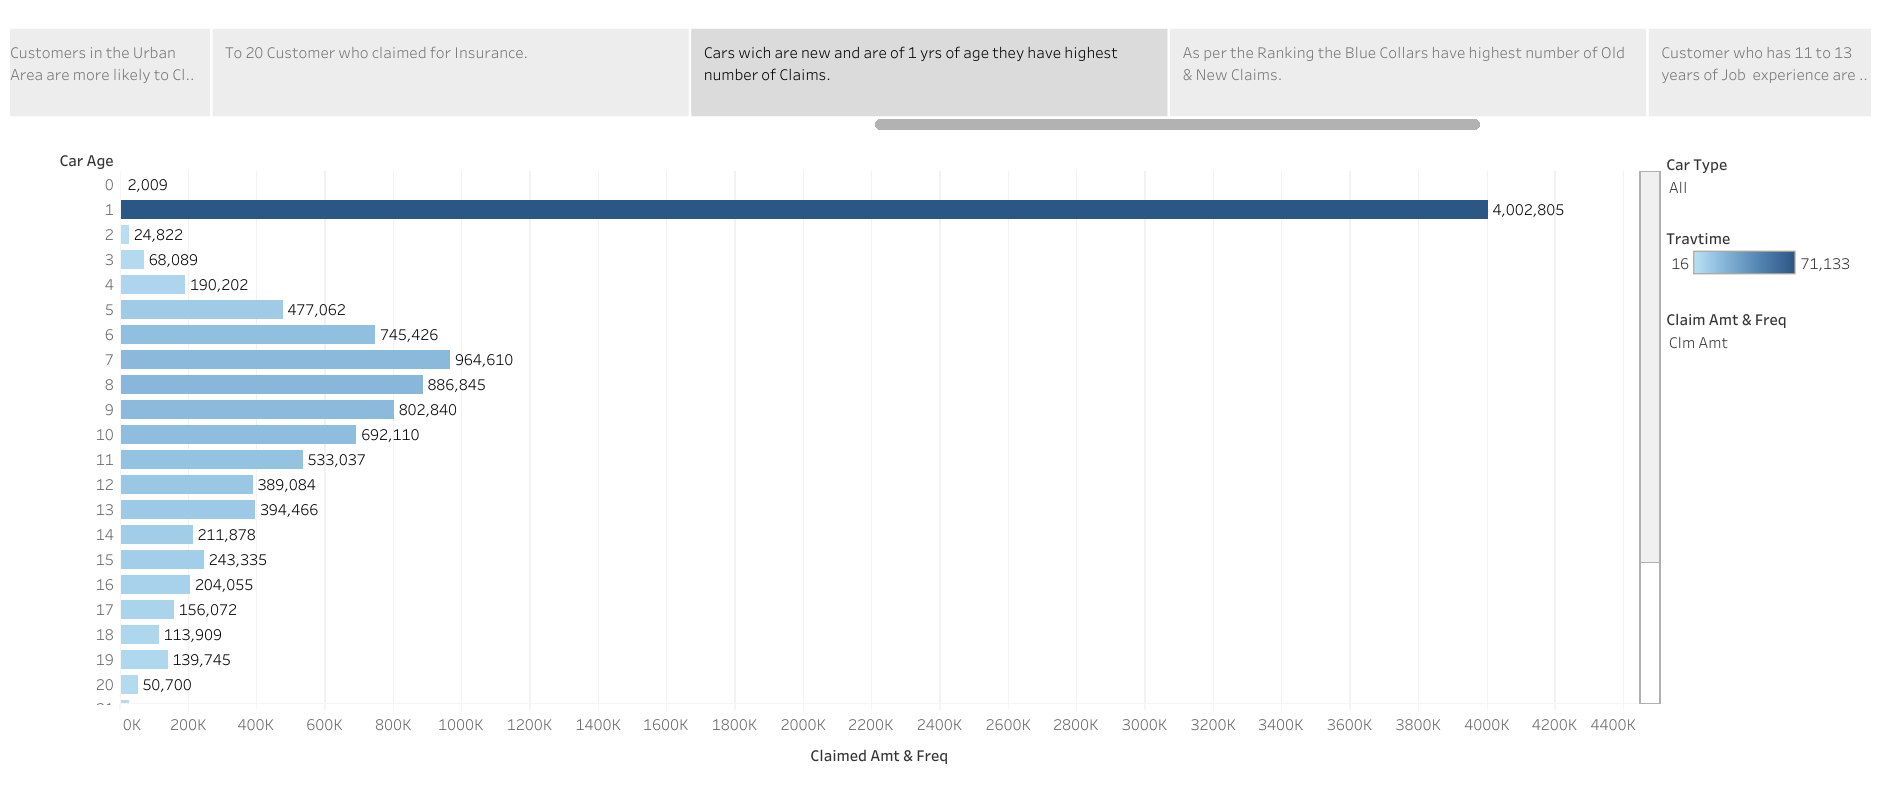 Customers in the Urban
Area are more likely to Cl..
To 20 Customer who claimed for Insurance.
Cars wich are new and are of 1 yrs of age they have highest
number of Claims.
As per the Ranking the Blue Collars have highest number of Old
& New Claims.
Customer who has 11 to 13
years of Job experience are ..
Car Age
0 2,009
1 4,002,805
2 24,822
3 68,089
4 190,202
5 477,062
6 745,426
7 964,610
8 886,845
9 802,840
10 692,110
11 533,037
12 389,084
13 394,466
14 211,878
15 243,335
16 204,055
17 156,072
18 113,909
19 139,745
20 50,700
0K 200K 400K 600K 800K 1000K 1200K 1400K 1600K 1800K 2000K 2200K 2400K 2600K 2800K 3000K 3200K 3400K 3600K 3800K 4000K 4200K 4400K
Claimed Amt & Freq
Car Type
All
Travtime
16 71,133
Claim Amt & Freq
Clm Amt